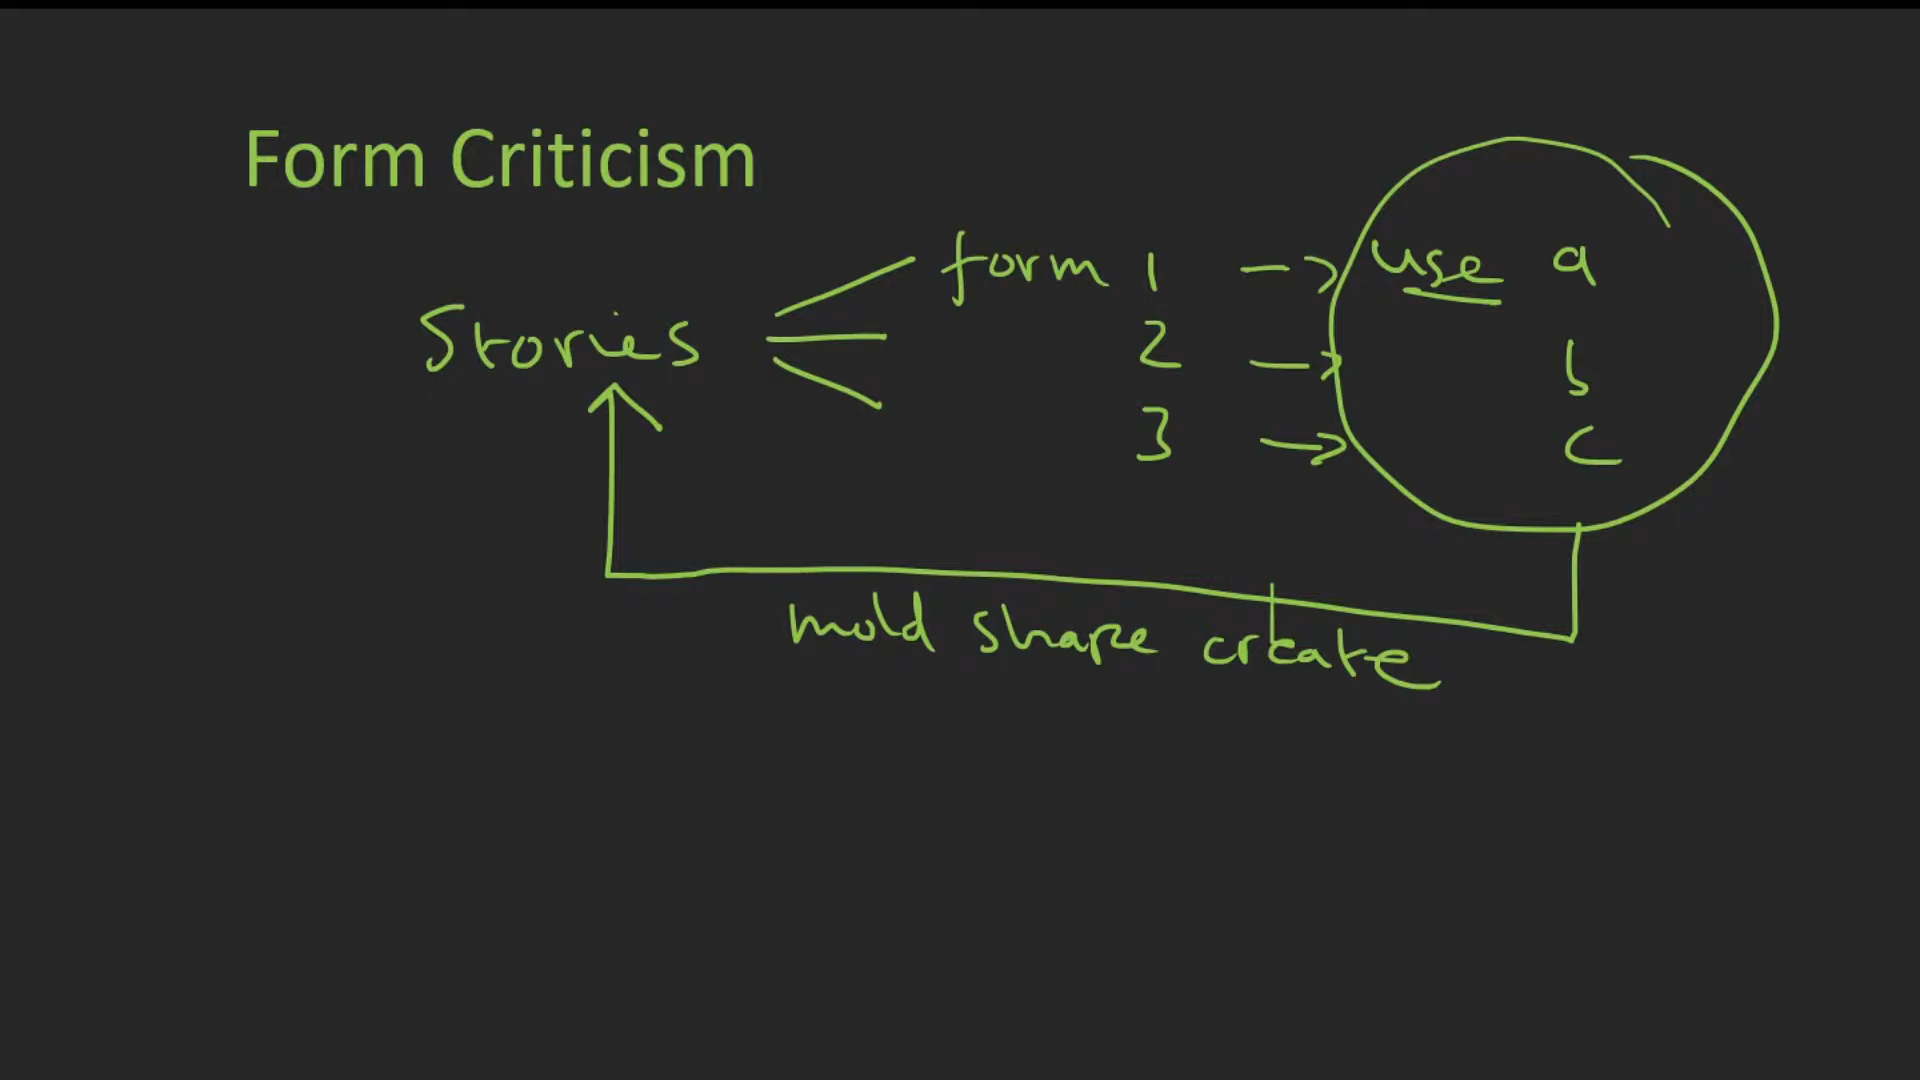 Form Criticism
form 1 -> use a
Stories
2 -> b
3 -> c
mold shape create